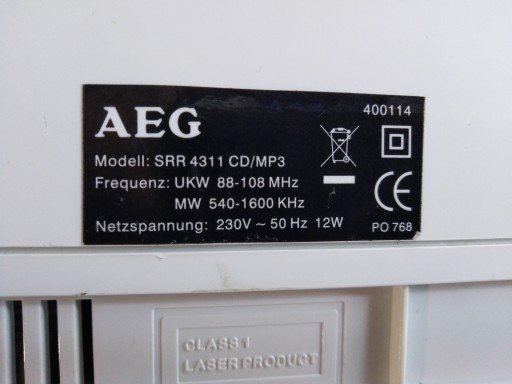 AEG
400114
Modell: SRR 4311 CD/MP3
Frequenz: UKW 88-108 MHz
MW 540-1600 KHz
CE
Netzspannung: 230V ~ 50 Hz 12W
PO 768
CLASS 1
LASER PRODUCT